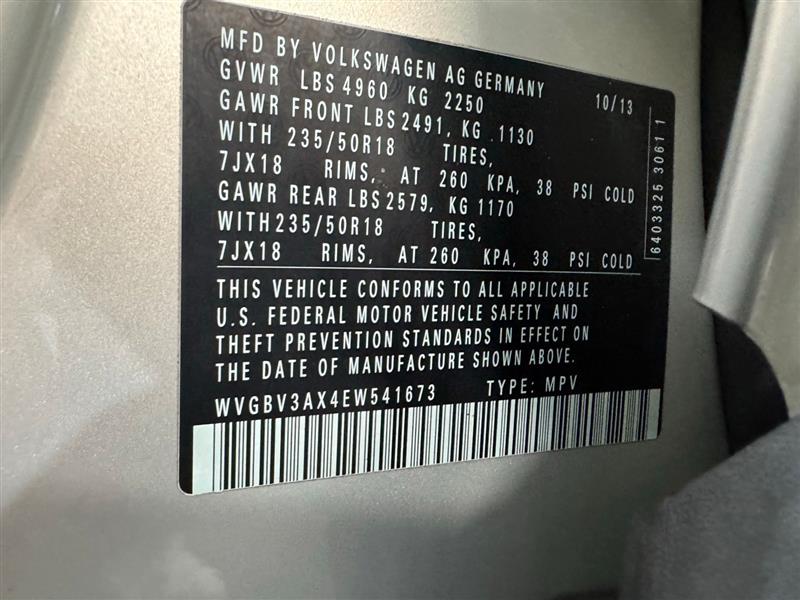 MFD BY VOLKSWAGEN AG GERMANY
GVWR LBS 4960 KG 2250 10/13
GAWR FRONT LBS 2491, KG 1130
WITH 235/50R18 TIRES,
7JX18 RIMS, AT 260 KPA, 38 PSI COLD
GAWR REAR LBS 2579, KG 1170
WITH 235/50R18 TIRES,
7JX18 RIMS, AT 260 KPA, 38 PSI COLD
THIS VEHICLE CONFORMS TO ALL APPLICABLE
U.S. FEDERAL MOTOR VEHICLE SAFETY AND
THEFT PREVENTION STANDARDS IN EFFECT ON
THE DATE OF MANUFACTURE SHOWN ABOVE.
WVGBV3AX4EW541673 TYPE: MPV
6403325 3061 1